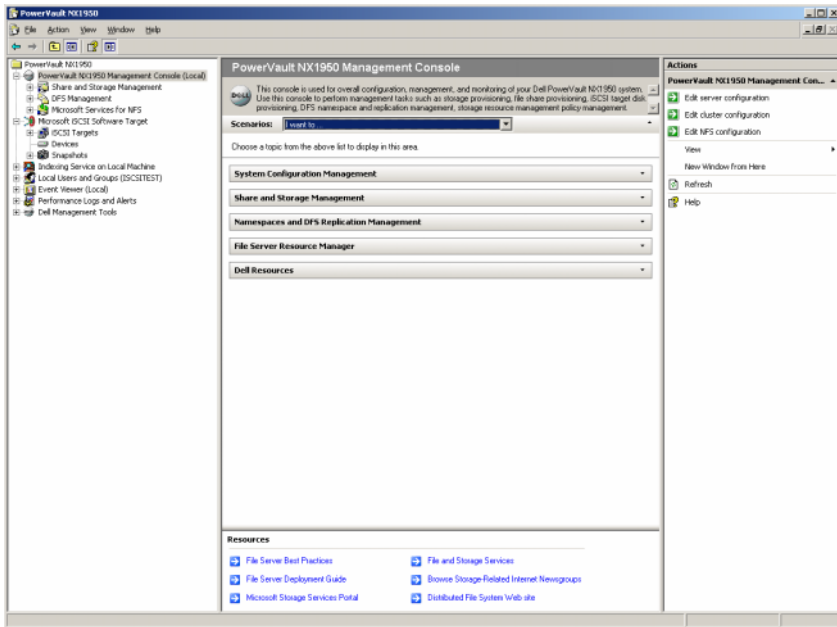 PowerVault NX1950
File Action View Window Help
PowerVault NX1950
PowerVault NX1950 Management Console (Local)
Share and Storage Management
DFS Management
Microsoft Services for NFS
Microsoft iSCSI Software Target
iSCSI Targets
Devices
Snapshots
Indexing Service on Local Machine
Local Users and Groups (ISCSITEST)
Event Viewer (Local)
Performance Logs and Alerts
Dell Management Tools
PowerVault NX1950 Management Console
DELL
This console is used for overall configuration, management, and monitoring of your Dell PowerVault NX1950 system.
Use this console to perform management tasks such as storage provisioning, file share provisioning, iSCSI target disk
provisioning, DFS namespace and replication management, storage resource management policy management.
Scenarios: I want to ...
Choose a topic from the above list to display in this area.
System Configuration Management
Share and Storage Management
Namespaces and DFS Replication Management
File Server Resource Manager
Dell Resources
Resources
File Server Best Practices
File and Storage Services
File Server Deployment Guide
Browse Storage-Related Internet Newsgroups
Microsoft Storage Services Portal
Distributed File System Web site
Actions
PowerVault NX1950 Management Con...
Edit server configuration
Edit cluster configuration
Edit NFS configuration
View
New Window from Here
Refresh
Help